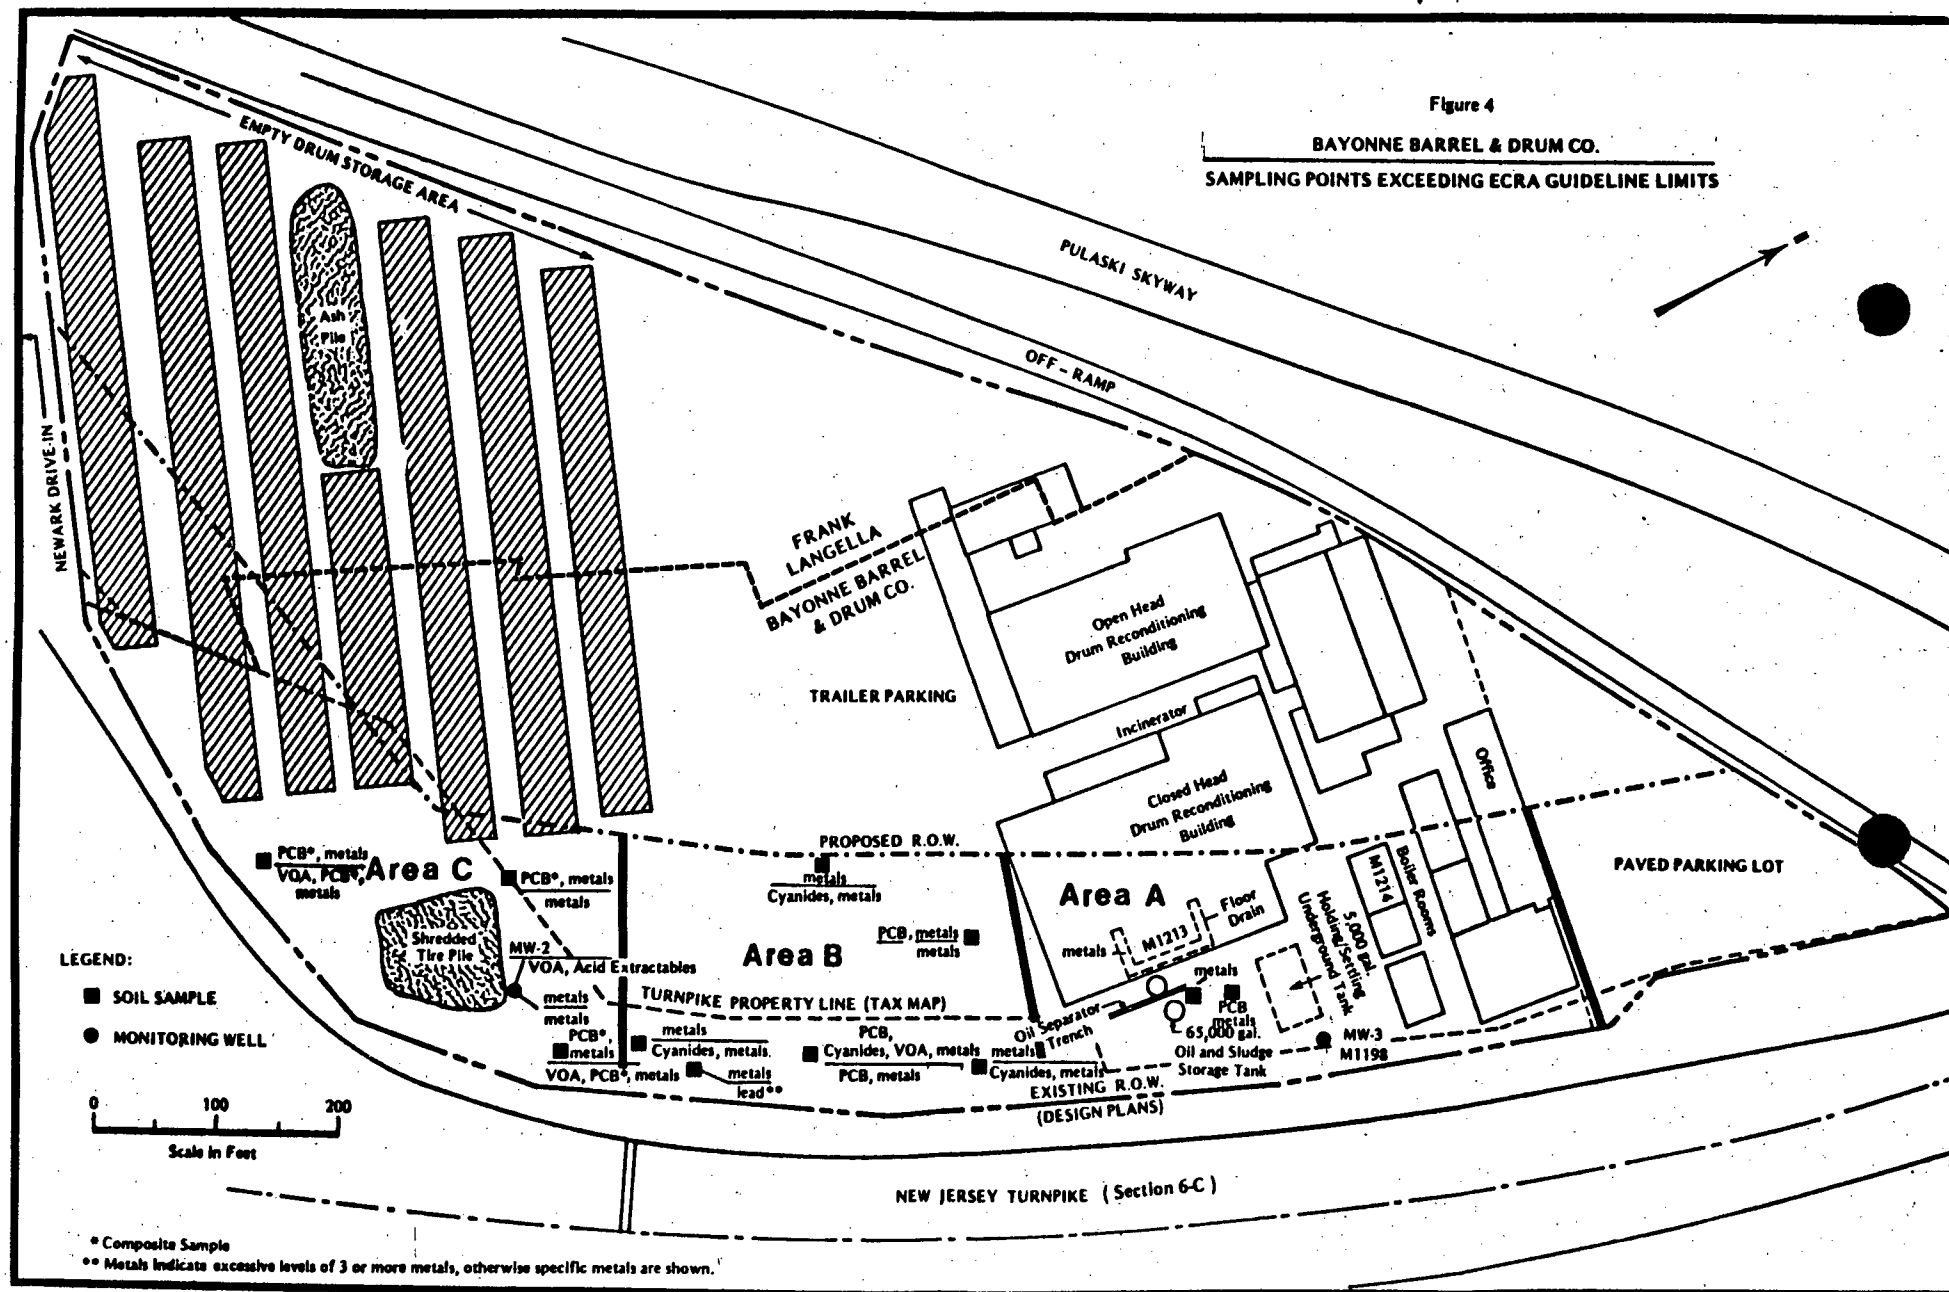 Figure 4
BAYONNE BARREL & DRUM CO.
SAMPLING POINTS EXCEEDING ECRA GUIDELINE LIMITS
EMPTY DRUM STORAGE AREA
PULASKI SKYWAY
OFF-RAMP
Ash
Pile
NEWARK DRIVE-IN
FRANK
LANGELLA
BAYONNE BARREL
& DRUM CO.
Open Head
Drum Reconditioning
Building
TRAILER PARKING
Incinerator
Closed Head
Drum Reconditioning
Building
Office
PROPOSED R.O.W.
PAVED PARKING LOT
Boiler Rooms
M1214
5,000 gal.
Holding/Settling
Underground Tank
Area A
Floor
Drain
M1213
metals
metals
PCB
metals
65,000 gal.
Oil and Sludge
Storage Tank
Oil Separator
Trench
MW-3
M1198
Area B
metals
Cyanides, metals
PCB, metals
metals
TURNPIKE PROPERTY LINE (TAX MAP)
metals
Cyanides, metals.
metals
lead**
PCB,
Cyanides, VOA, metals
PCB, metals
metals
Cyanides, metals
Area C
PCB*, metals
VOA, PCB*,
metals
PCB*, metals
metals
Shredded
Tire Pile
MW-2
VOA, Acid Extractables
metals
metals
PCB*,
metals
VOA, PCB*, metals
EXISTING R.O.W.
(DESIGN PLANS)
NEW JERSEY TURNPIKE (Section 6-C)
LEGEND:
SOIL SAMPLE
MONITORING WELL
0 100 200
Scale in Feet
* Composite Sample
** Metals indicate excessive levels of 3 or more metals, otherwise specific metals are shown.